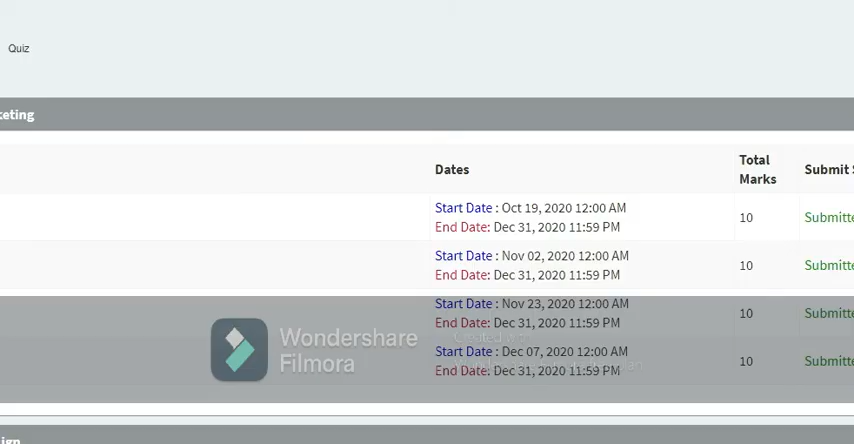 Quiz
keting
Dates
Total
Marks
Submit S
Start Date : Oct 19, 2020 12:00 AM
End Date: Dec 31, 2020 11:59 PM
10
Submitte
Start Date : Nov 02, 2020 12:00 AM
End Date: Dec 31, 2020 11:59 PM
10
Submitte
Start Date : Nov 23, 2020 12:00 AM
End Date: Dec 31, 2020 11:59 PM
10
Submitte
Wondershare
Filmora
Created with
Start Date : Dec 07, 2020 12:00 AM
End Date: Dec 31, 2020 11:59 PM
10
Submitte
ign